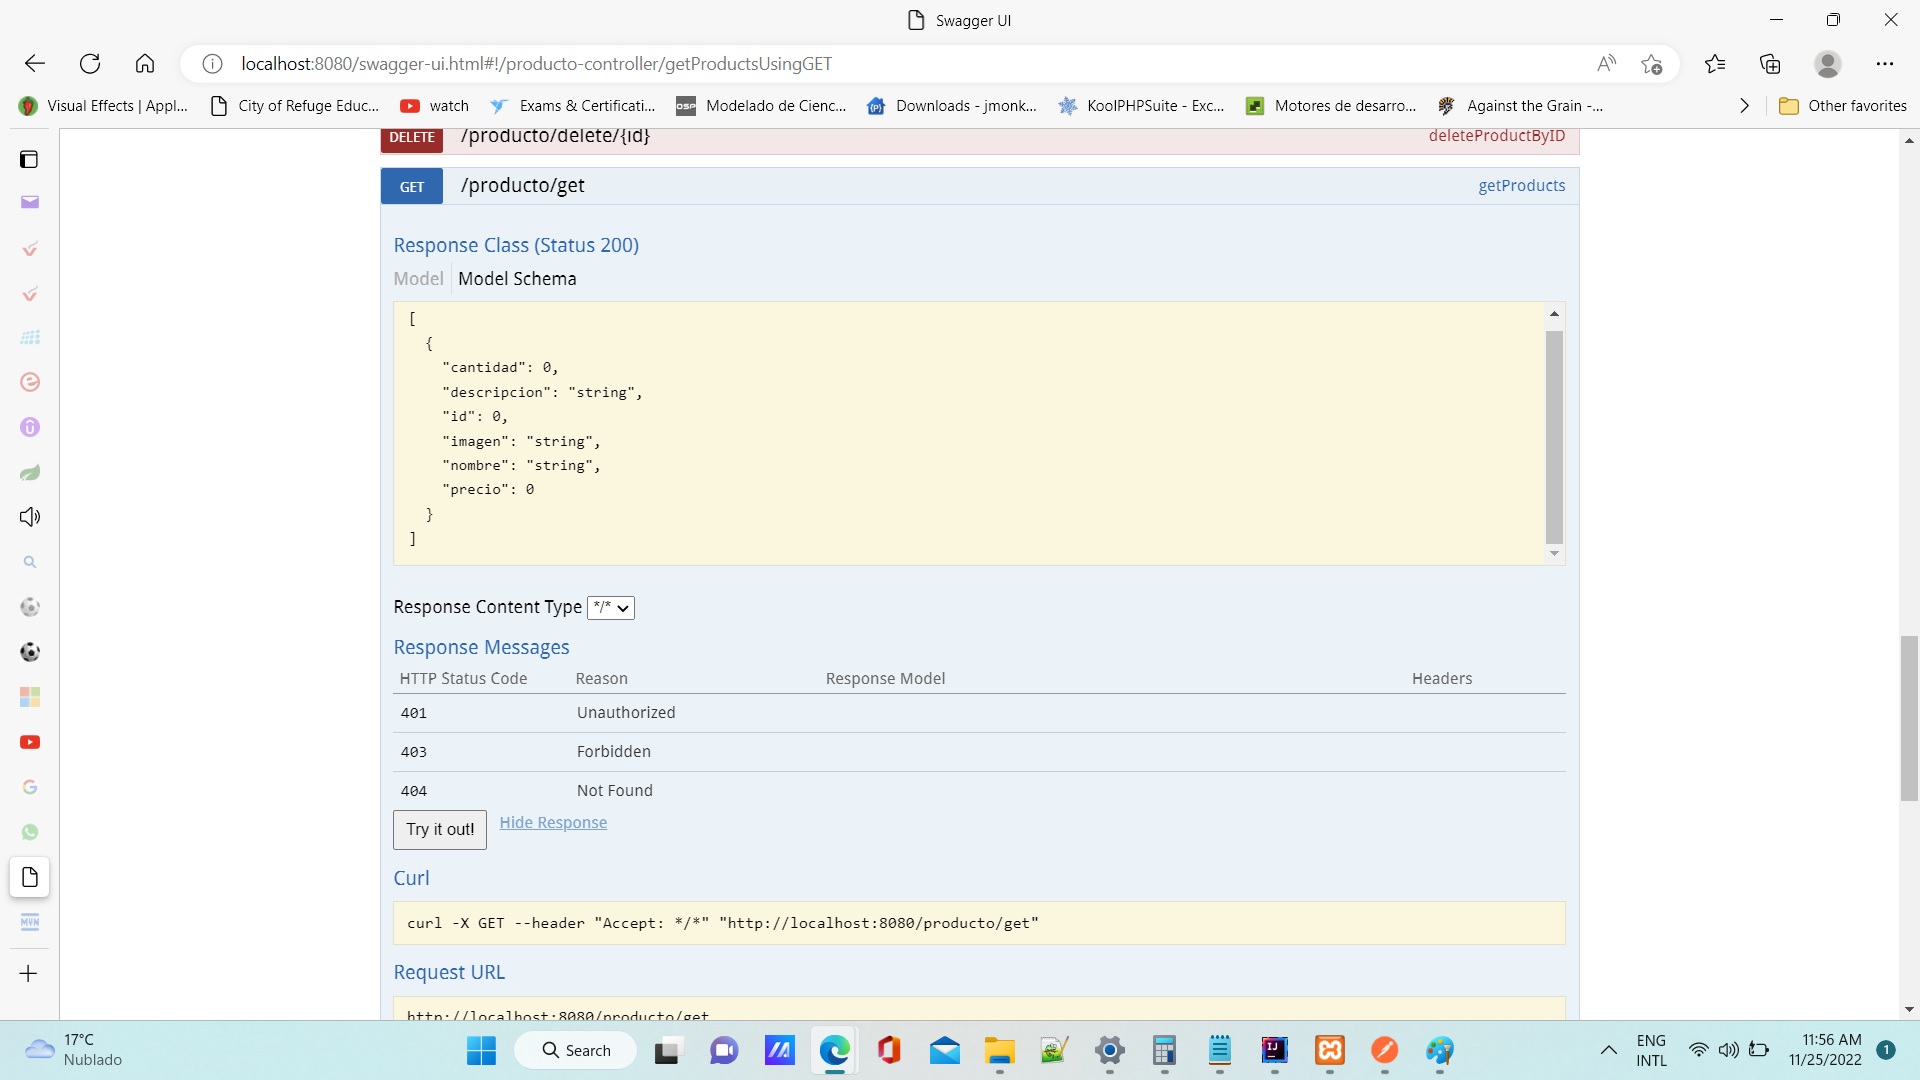 Swagger UI
localhost:8080/swagger-ui.html#!/producto-controller/getProductsUsingGET
Visual Effects | Appl... City of Refuge Educ... watch Exams & Certificati... OSP Modelado de Cienc... Downloads - jmonk... KoolPHPSuite - Exc... Motores de desarro... Against the Grain -... Other favorites
DELETE /producto/delete/{id} deleteProductByID
GET /producto/get getProducts
Response Class (Status 200)
Model Model Schema
[
{
"cantidad": 0,
"descripcion": "string",
"id": 0,
"imagen": "string",
"nombre": "string",
"precio": 0
}
]
Response Content Type */*
Response Messages
HTTP Status Code Reason Response Model Headers
401 Unauthorized
403 Forbidden
404 Not Found
Try it out! Hide Response
Curl
curl -X GET --header "Accept: */*" "http://localhost:8080/producto/get"
Request URL
http://localhost:8080/producto/get
17°C
Nublado
Search
ENG
INTL
11:56 AM
11/25/2022
1